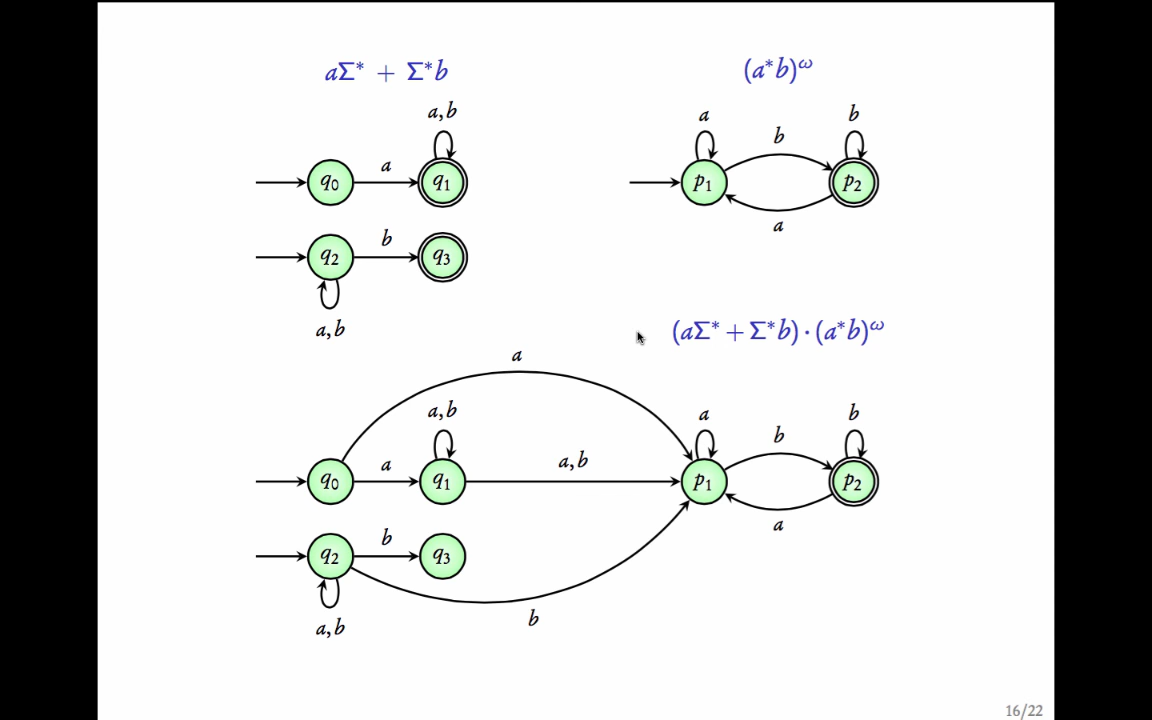 aΣ* + Σ*b
(a*b)^ω
a,b
a
b
a
b
q₀
q₁
p₁
p₂
a
b
q₂
q₃
a,b
(aΣ* + Σ*b)·(a*b)^ω
a
a,b
a
b
b
a
a,b
q₀
q₁
p₁
p₂
a
b
q₂
q₃
b
a,b
16/22